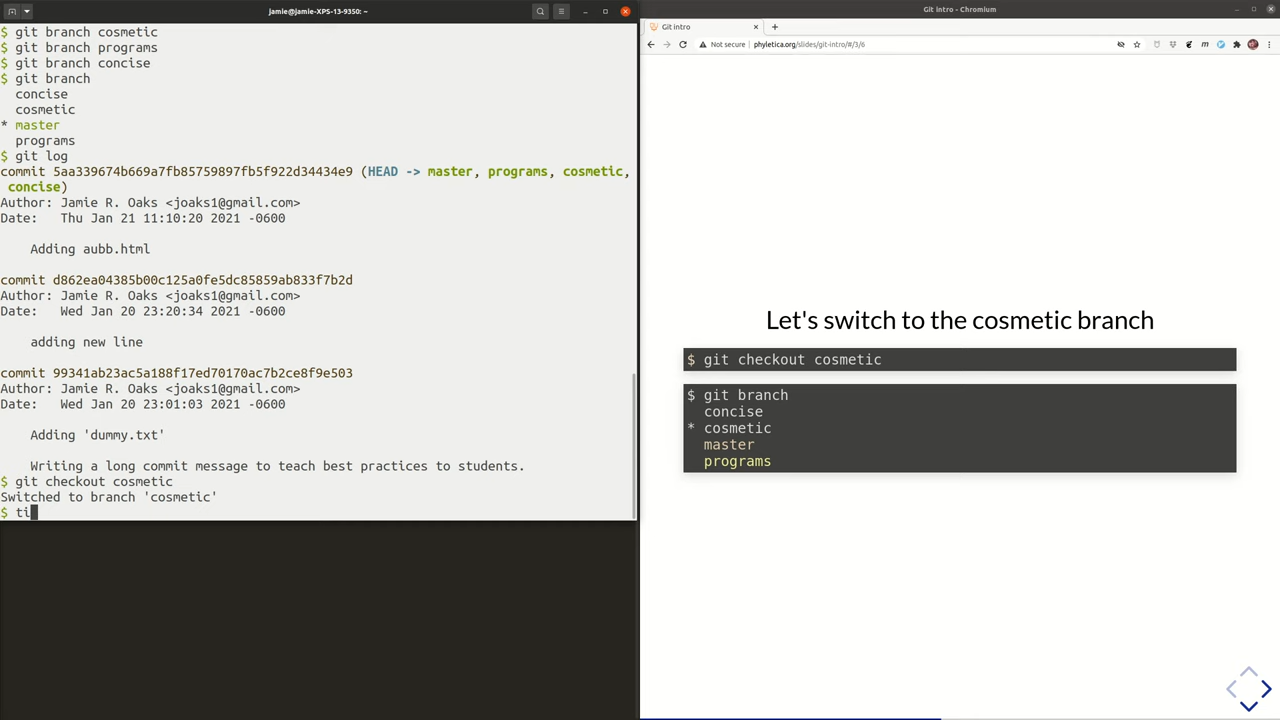 jamie@jamie-XPS-13-9350: ~
$ git branch cosmetic
$ git branch programs
$ git branch concise
$ git branch
concise
cosmetic
* master
programs
$ git log
commit 5aa339674b669a7fb85759897fb5f922d34434e9 (HEAD -> master, programs, cosmetic,
concise)
Author: Jamie R. Oaks <joaks1@gmail.com>
Date:   Thu Jan 21 11:10:20 2021 -0600
Adding aubb.html
commit d862ea04385b00c125a0fe5dc85859ab833f7b2d
Author: Jamie R. Oaks <joaks1@gmail.com>
Date:   Wed Jan 20 23:20:34 2021 -0600
adding new line
commit 99341ab23ac5a188f17ed70170ac7b2ce8f9e503
Author: Jamie R. Oaks <joaks1@gmail.com>
Date:   Wed Jan 20 23:01:03 2021 -0600
Adding 'dummy.txt'
Writing a long commit message to teach best practices to students.
$ git checkout cosmetic
Switched to branch 'cosmetic'
$ ti
Git intro - Chromium
Git intro
Not secure | phyletica.org/slides/git-intro/#/3/6
Let's switch to the cosmetic branch
$ git checkout cosmetic
$ git branch
concise
* cosmetic
master
programs